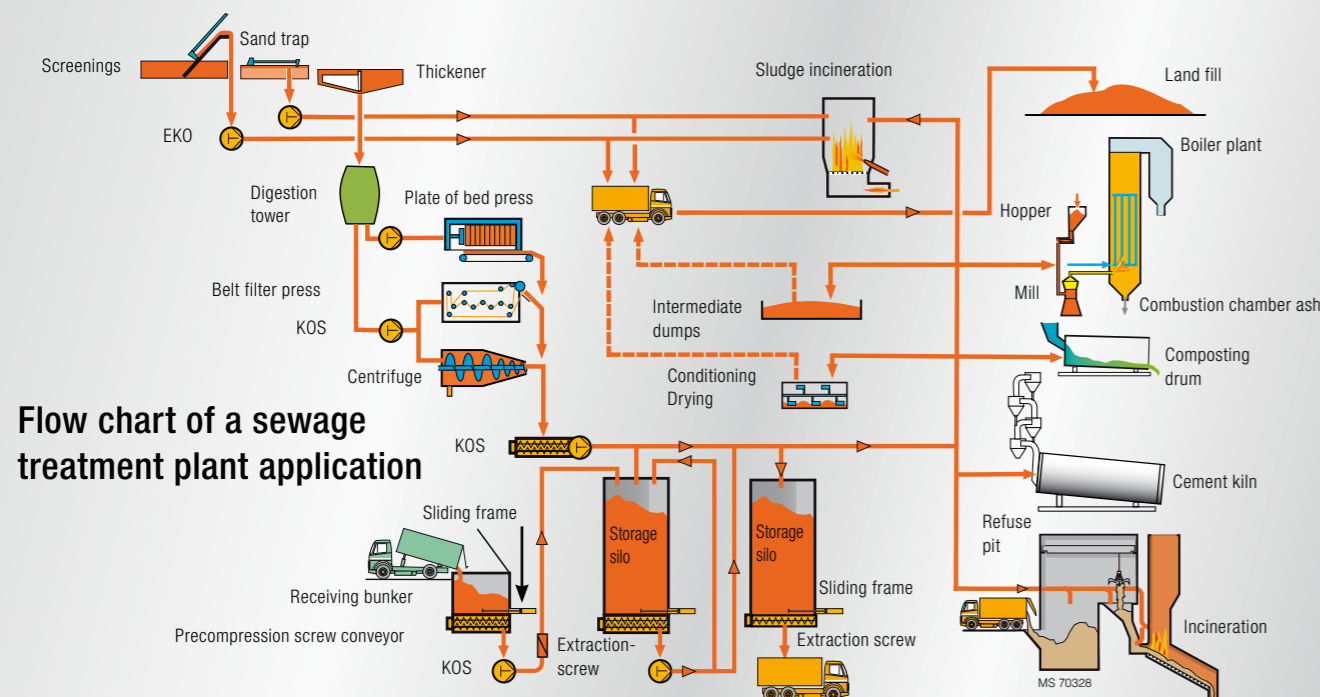 Screenings
Sand trap
Thickener
Sludge incineration
Land fill
EKO
Boiler plant
Digestion
tower
Plate of bed press
Hopper
Belt filter press
KOS
Intermediate
dumps
Mill
Combustion chamber ash
Centrifuge
Conditioning
Drying
Composting
drum
Flow chart of a sewage
treatment plant application
KOS
Cement kiln
Sliding frame
Storage
silo
Storage
silo
Refuse
pit
Receiving bunker
Sliding frame
Precompression screw conveyor
Extraction-
screw
Extraction screw
Incineration
KOS
MS 70328